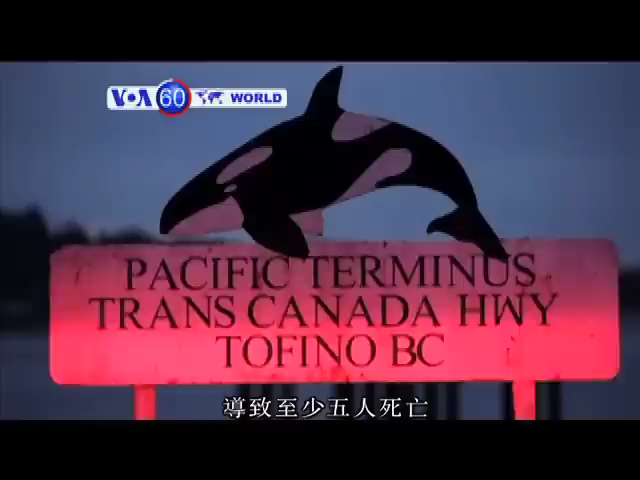 VOA 60 WORLD
PACIFIC TERMINUS
TRANS CANADA HWY
TOFINO BC
導致至少五人死亡